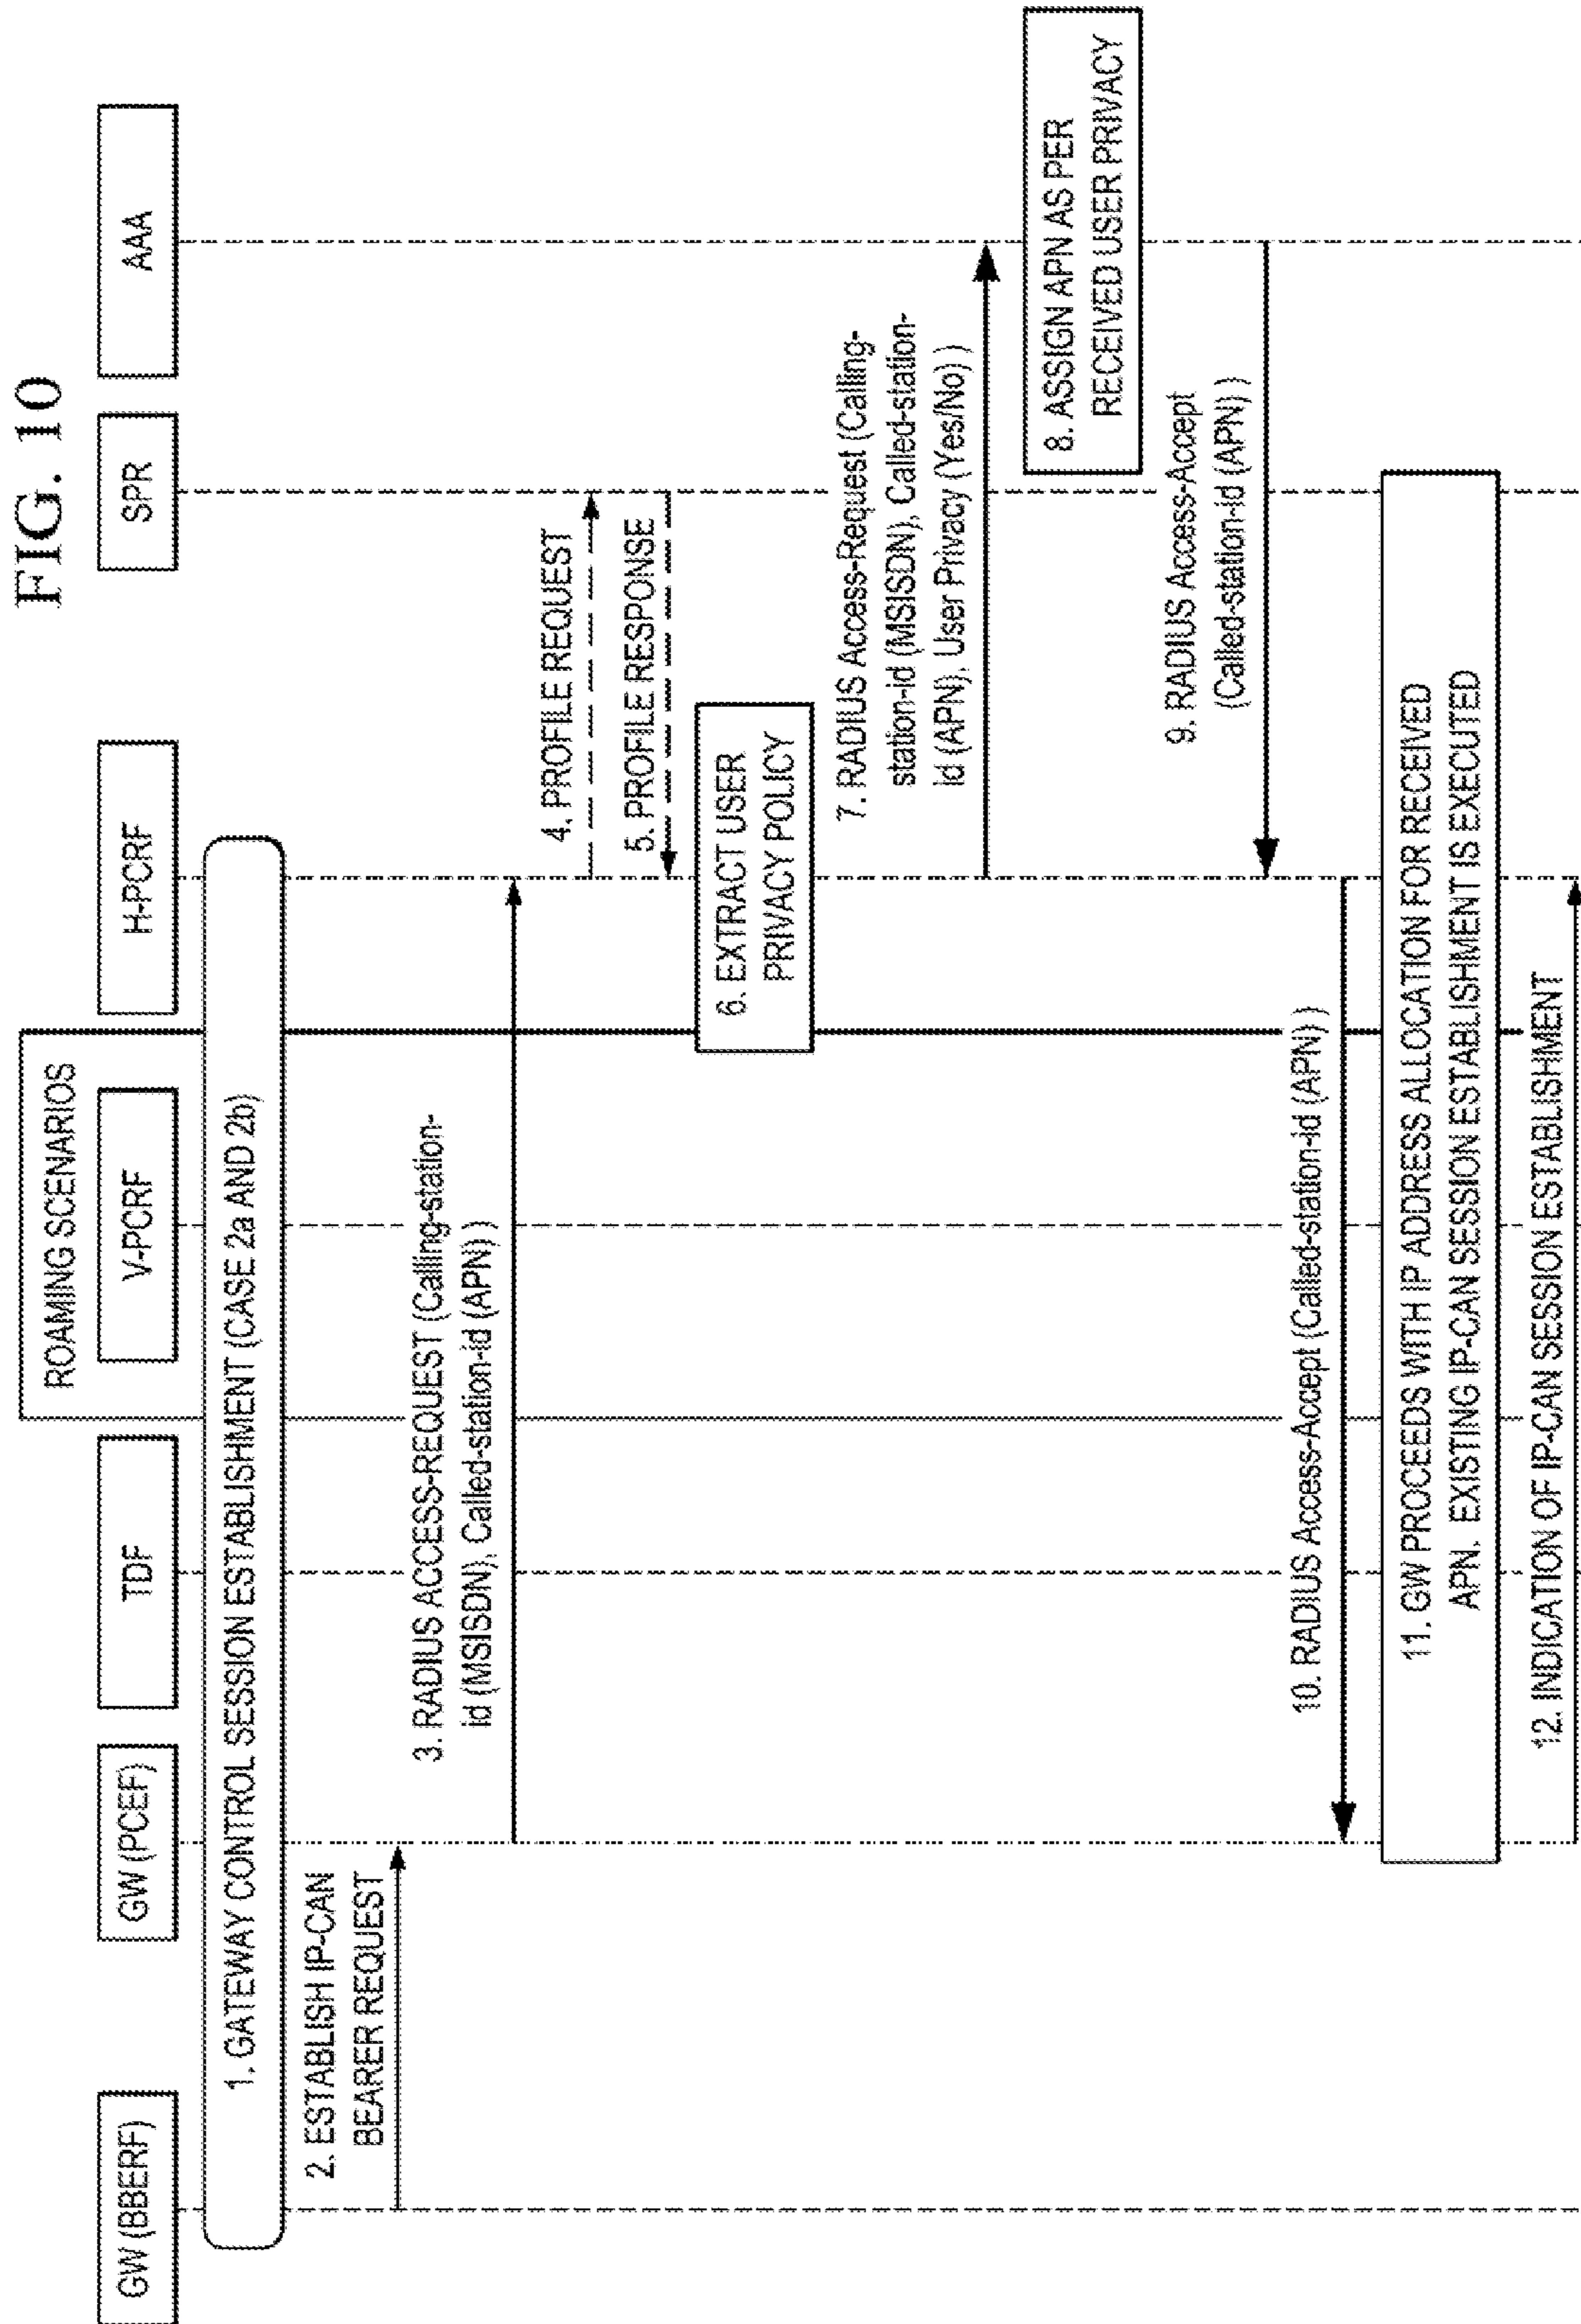 FIG. 10
ROAMING SCENARIOS
GW (BBERF)
GW (PCEF)
TDF
V-PCRF
H-PCRF
SPR
AAA
1. GATEWAY CONTROL SESSION ESTABLISHMENT (CASE 2a AND 2b)
2. ESTABLISH IP-CAN
BEARER REQUEST
3. RADIUS ACCESS-REQUEST (Calling-station-
id (MSISDN), Called-station-id (APN) )
4. PROFILE REQUEST
5. PROFILE RESPONSE
6. EXTRACT USER
PRIVACY POLICY
7. RADIUS Access-Request (Calling-
station-id (MSISDN), Called-station-
id (APN), User Privacy (Yes/No) )
8. ASSIGN APN AS PER
RECEIVED USER PRIVACY
9. RADIUS Access-Accept
(Called-station-id (APN) )
10. RADIUS Access-Accept (Called-station-id (APN) )
11. GW PROCEEDS WITH IP ADDRESS ALLOCATION FOR RECEIVED
APN. EXISTING IP-CAN SESSION ESTABLISHMENT IS EXECUTED
12. INDICATION OF IP-CAN SESSION ESTABLISHMENT